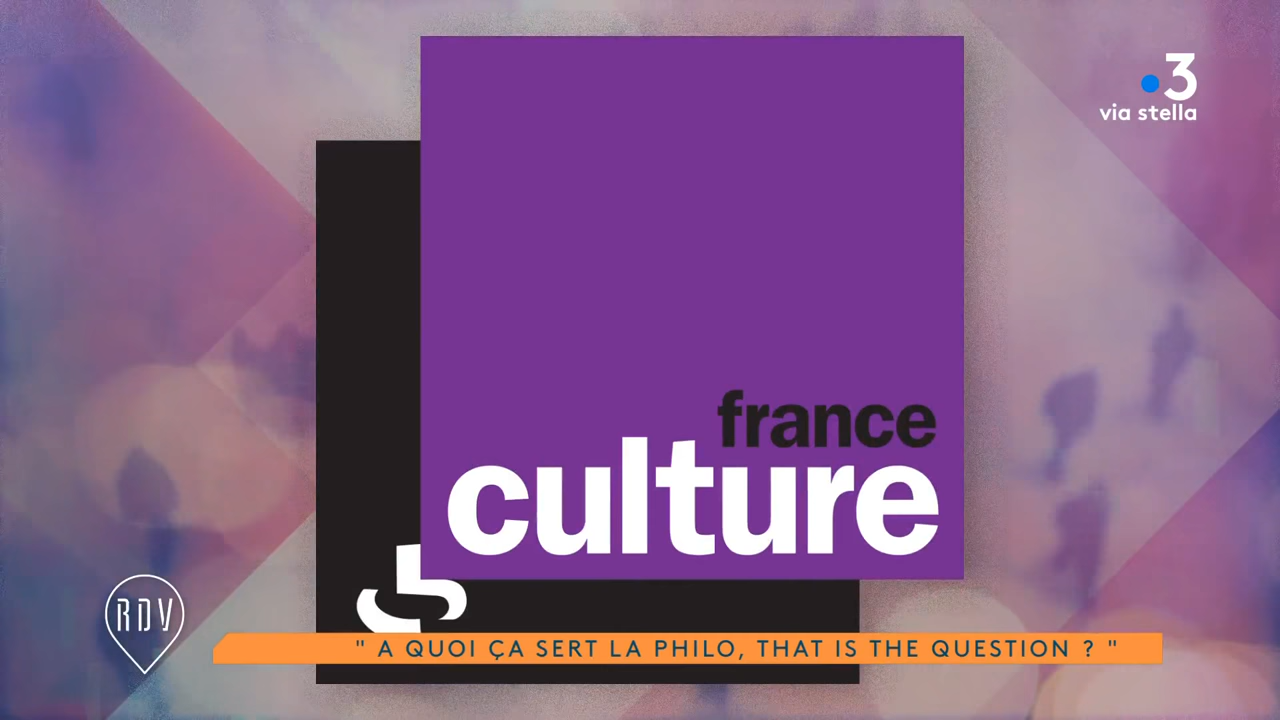 3
via stella
france
culture
RDV
" A QUOI ÇA SERT LA PHILO, THAT IS THE QUESTION ? "